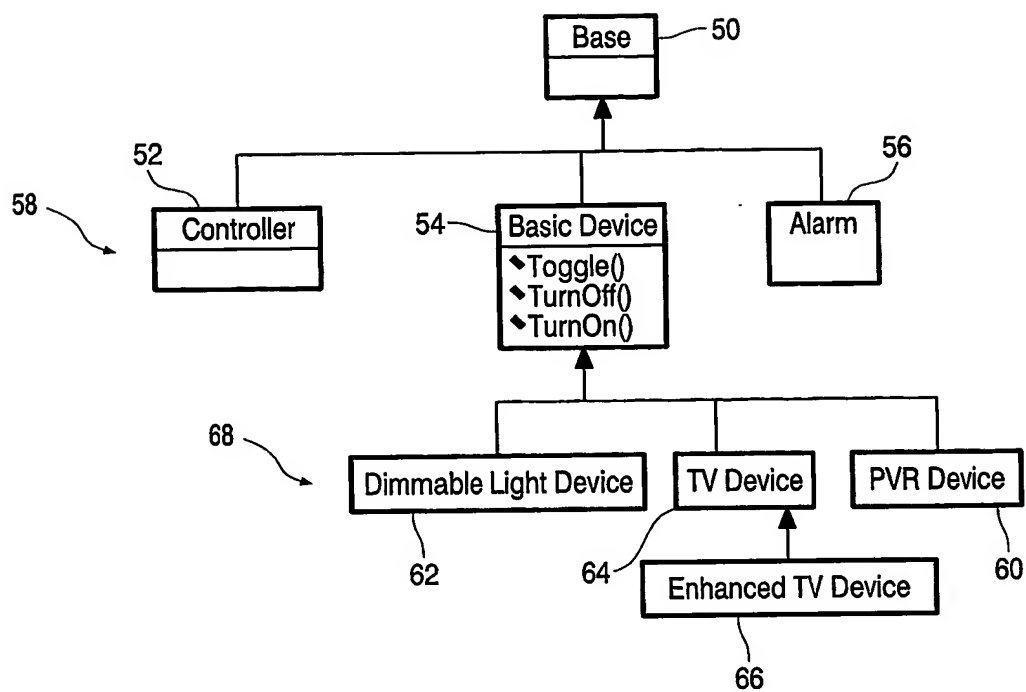 Base
50
52
56
58
Controller
54
Basic Device
Alarm
Toggle()
TurnOff()
TurnOn()
68
Dimmable Light Device
TV Device
PVR Device
62
64
60
Enhanced TV Device
66